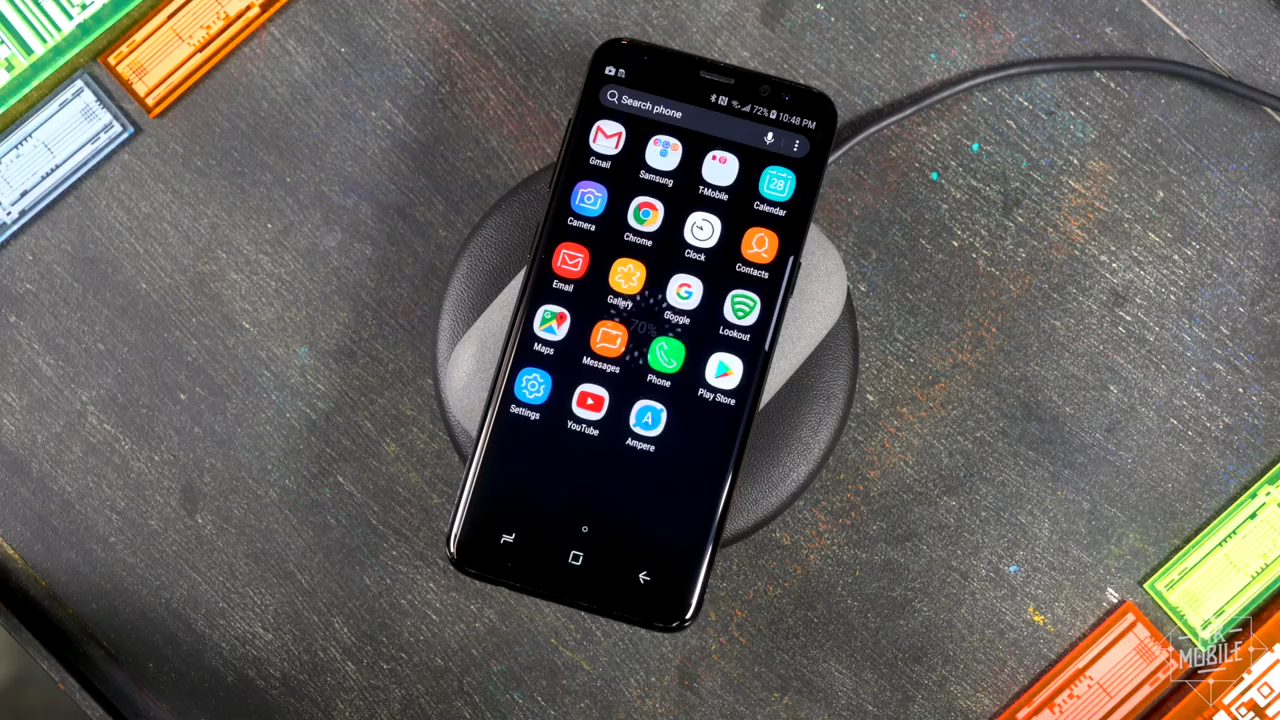 72% 10:48 PM
Search phone
Gmail
Samsung
T-Mobile
Calendar
28
Camera
Chrome
Clock
Contacts
Email
Gallery
Google
Lookout
70%
Maps
Messages
Phone
Play Store
Settings
YouTube
A
Ampere
MR
MOBILE